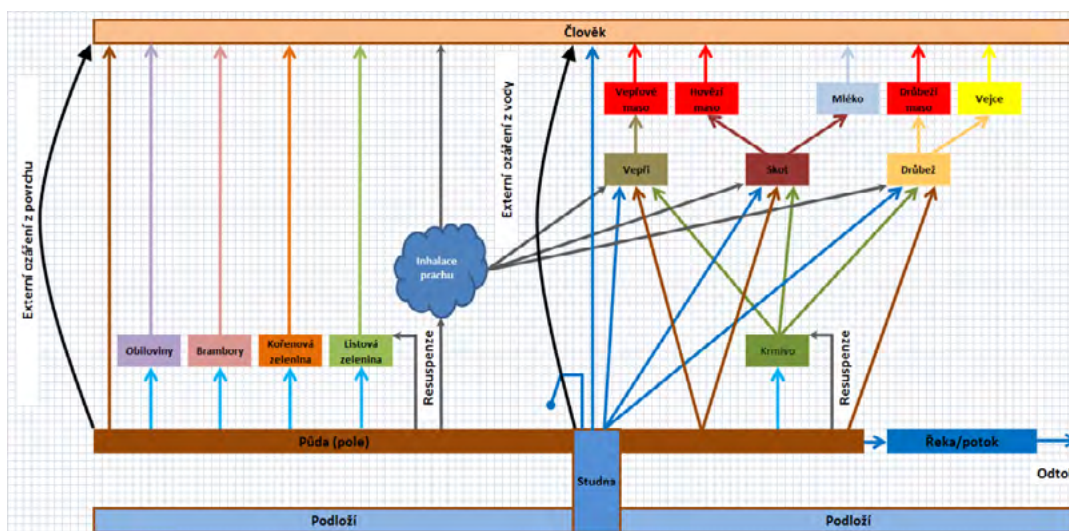 Člověk
Externí ozáření z povrchu
Externí ozáření z vody
Vepřové
maso
Hovězí
maso
Mléko
Drůbeží
maso
Vejce
Vepři
Skot
Drůbež
Inhalace
prachu
Obiloviny
Brambory
Kořenová
zelenina
Listová
zelenina
Resuspenze
Krmivo
Resuspenze
Půda (pole)
Řeka/potok
Studna
Odtok
Podloží
Podloží